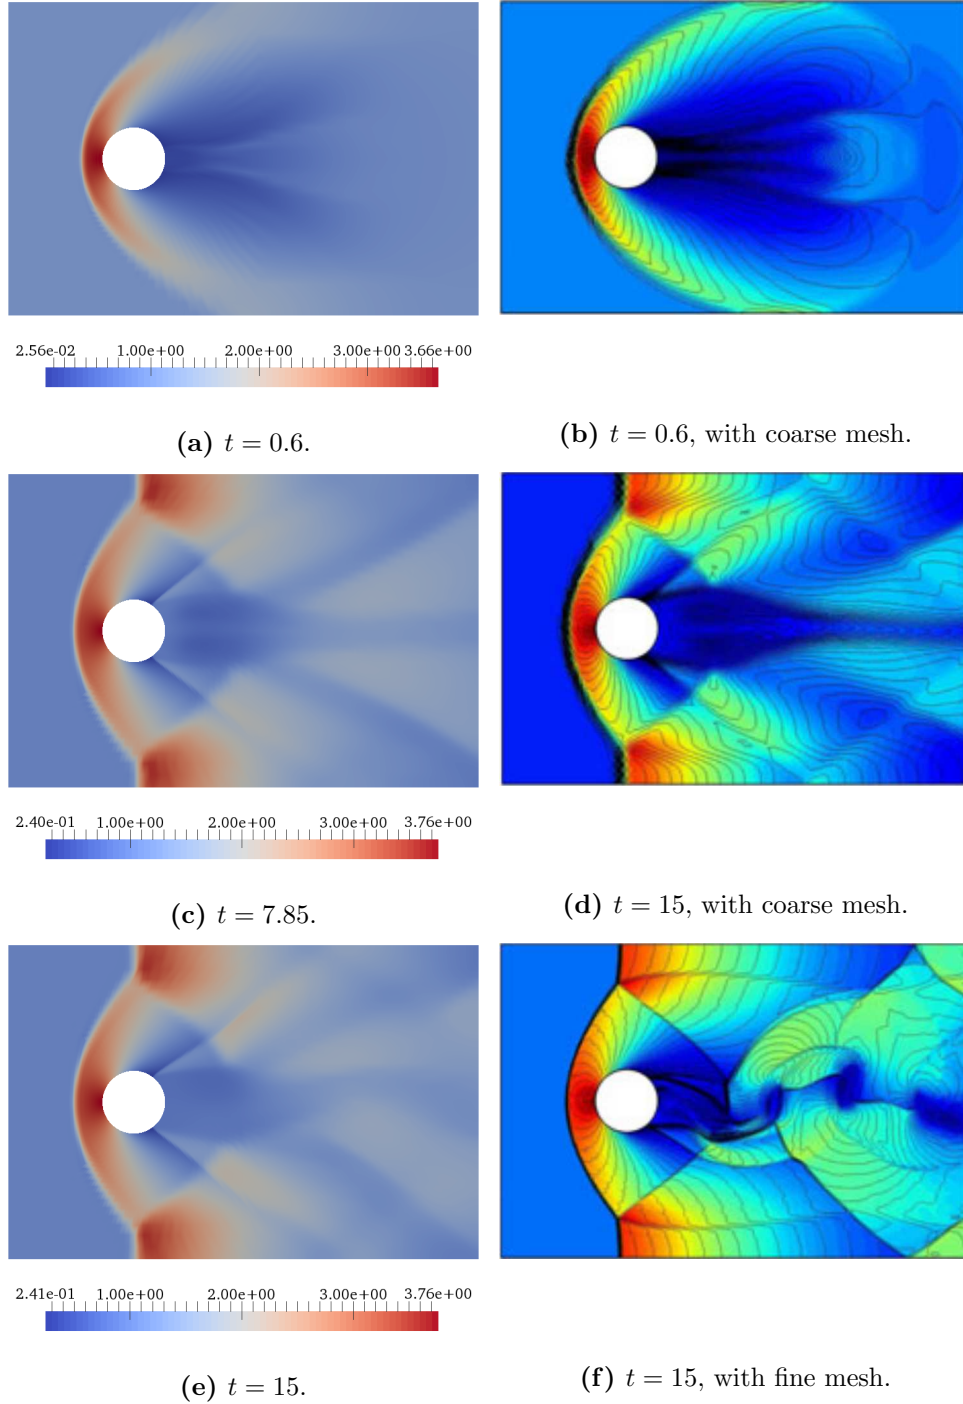 2.56e-02 1.00e+00 2.00e+00 3.00e+00 3.66e+00
(a) t = 0.6.
(b) t = 0.6, with coarse mesh.
2.40e-01 1.00e+00 2.00e+00 3.00e+00 3.76e+00
(c) t = 7.85.
(d) t = 15, with coarse mesh.
2.41e-01 1.00e+00 2.00e+00 3.00e+00 3.76e+00
(e) t = 15.
(f) t = 15, with fine mesh.